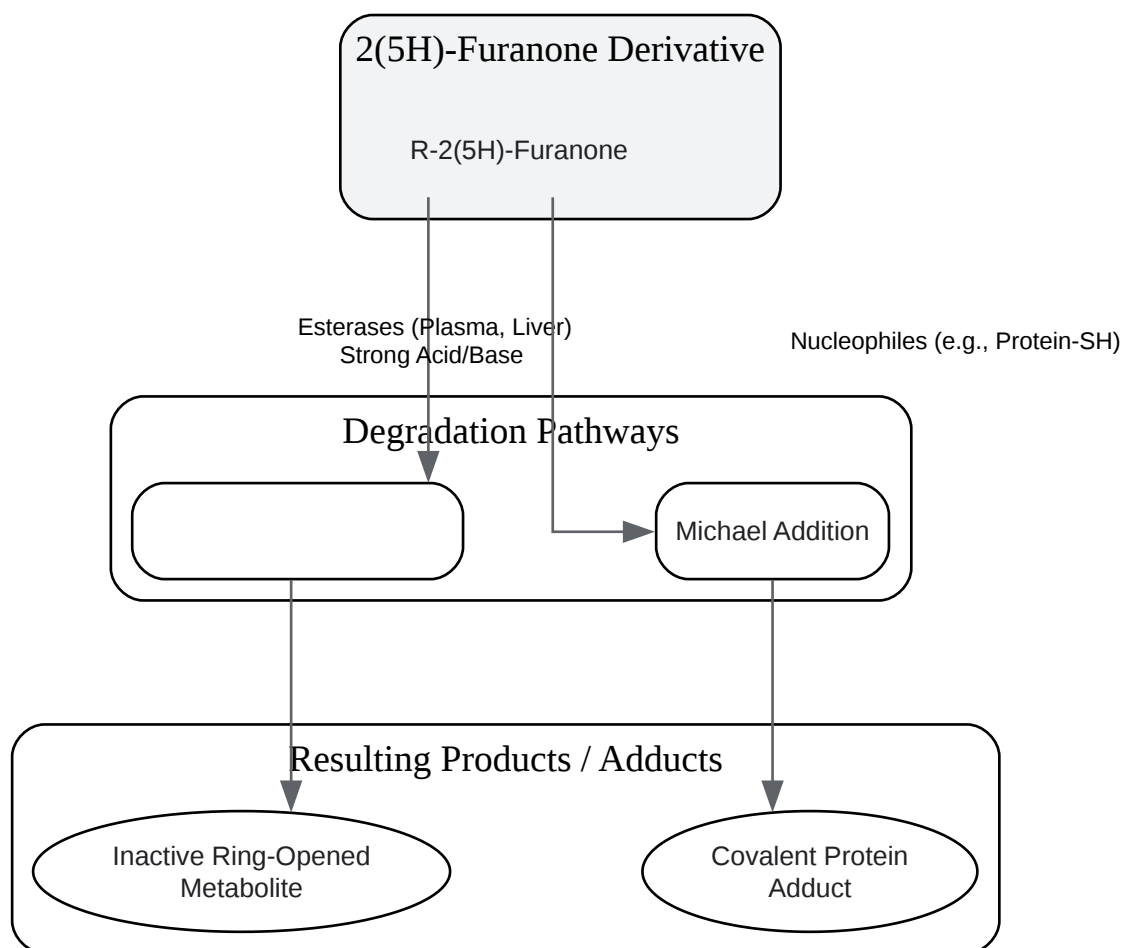 2(5H)-Furanone Derivative
R-2(5H)-Furanone
Esterases (Plasma, Liver)
Strong Acid/Base
Nucleophiles (e.g., Protein-SH)
Degradation Pathways
Michael Addition
Resulting Products / Adducts
Inactive Ring-Opened
Metabolite
Covalent Protein
Adduct